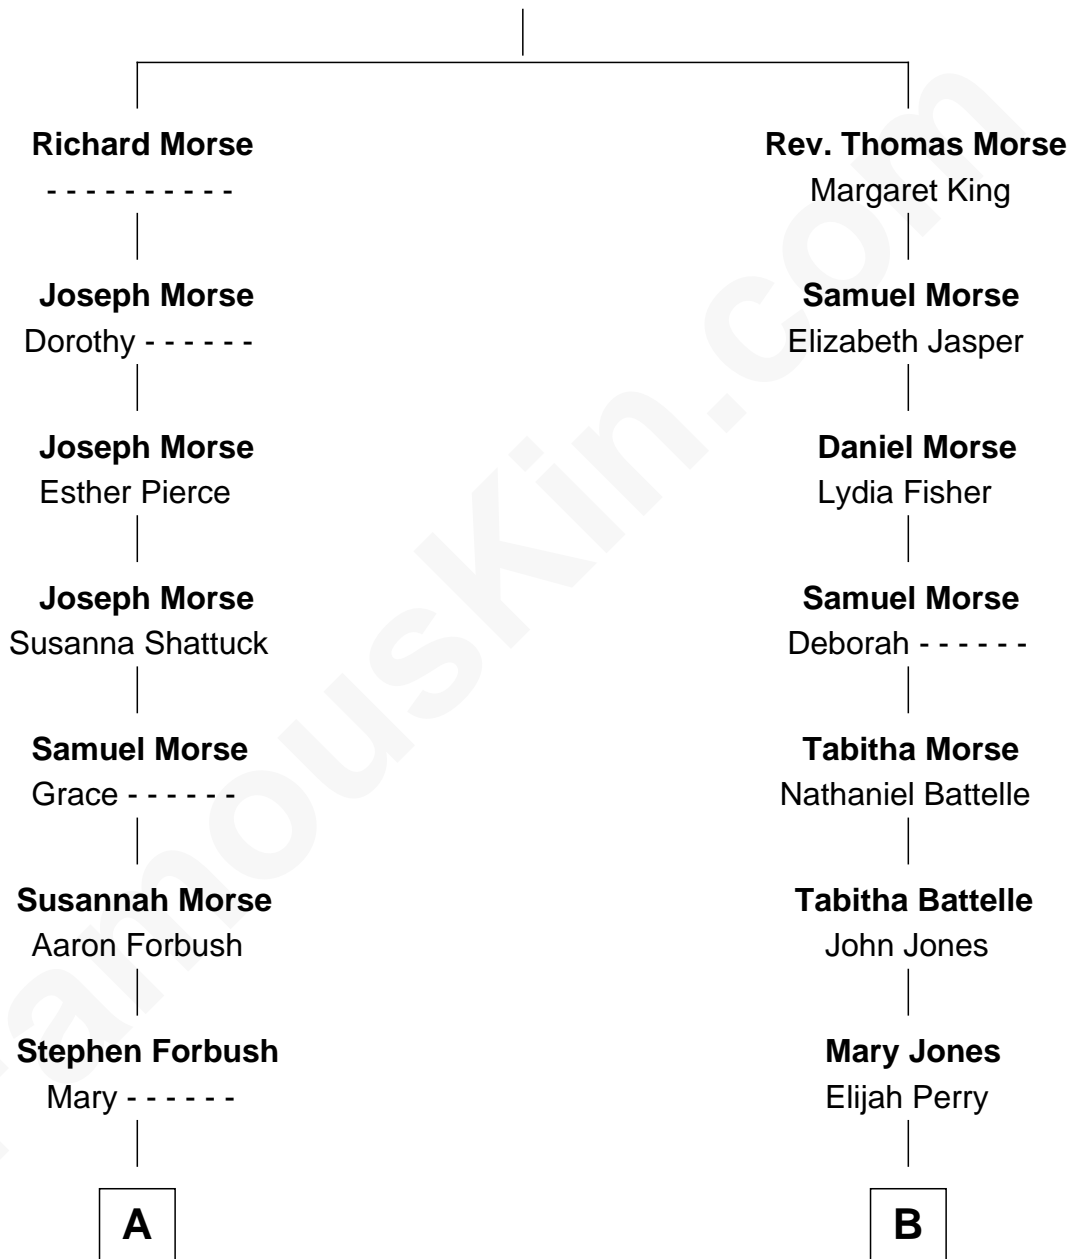 Richard Morse
- - - - - - - - - -
Joseph Morse
Dorothy - - - - - -
Joseph Morse
Esther Pierce
Joseph Morse
Susanna Shattuck
Samuel Morse
Grace - - - - - -
Susannah Morse
Aaron Forbush
Stephen Forbush
Mary - - - - - -
A
Rev. Thomas Morse
Margaret King
Samuel Morse
Elizabeth Jasper
Daniel Morse
Lydia Fisher
Samuel Morse
Deborah - - - - - -
Tabitha Morse
Nathaniel Battelle
Tabitha Battelle
John Jones
Mary Jones
Elijah Perry
B
FamousKin.com